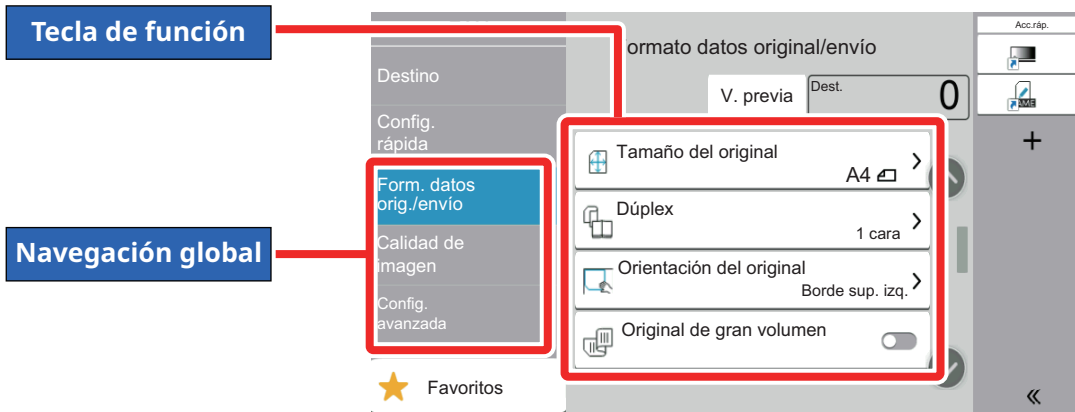 Tecla de función
Navegación global
Destino
Config.
rápida
Form. datos
orig./envío
Calidad de
imagen
Config.
avanzada
Favoritos
ormato datos original/envío
V. previa
Dest.
0
Tamaño del original
A4
Dúplex
1 cara
Orientación del original
Borde sup. izq.
Original de gran volumen
Acc.ráp.
AME